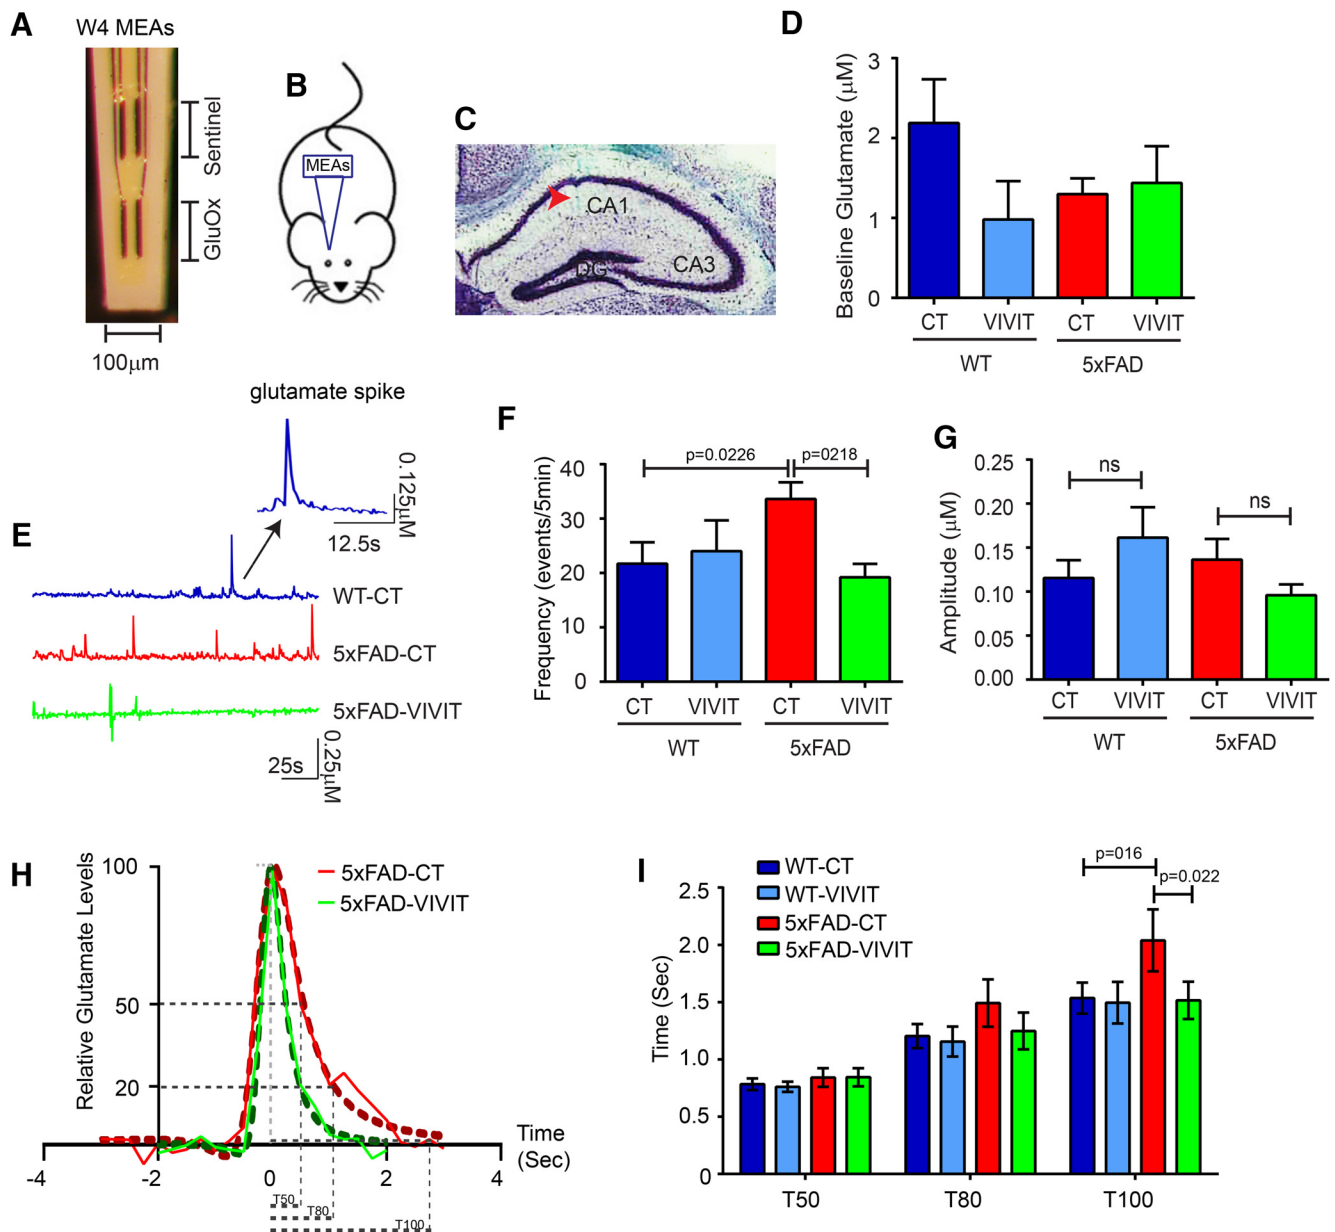 A
W4 MEAs
Sentinel
GluOx
100μm
B
MEAs
C
CA1
CA3
DG
D
Baseline Glutamate (μM)
3
2
1
0
CT VIVIT CT VIVIT
WT 5xFAD
glutamate spike
0.125μM
12.5s
E
WT-CT
5xFAD-CT
5xFAD-VIVIT
25s
0.25μM
F
Frequency (events/5min)
40
30
20
10
0
p=0.0226 p=0218
CT VIVIT CT VIVIT
WT 5xFAD
G
Amplitude (μM)
0.25
0.20
0.15
0.10
0.05
0.00
ns
ns
CT VIVIT CT VIVIT
WT 5xFAD
H
Relative Glutamate Levels
100
50
20
5xFAD-CT
5xFAD-VIVIT
Time
(Sec)
-4 -2 0 2 4
T50
T80
T100
I
WT-CT
WT-VIVIT
5xFAD-CT
5xFAD-VIVIT
p=016
p=0.022
Time (Sec)
2.5
2.0
1.5
1.0
0.5
0
T50 T80 T100